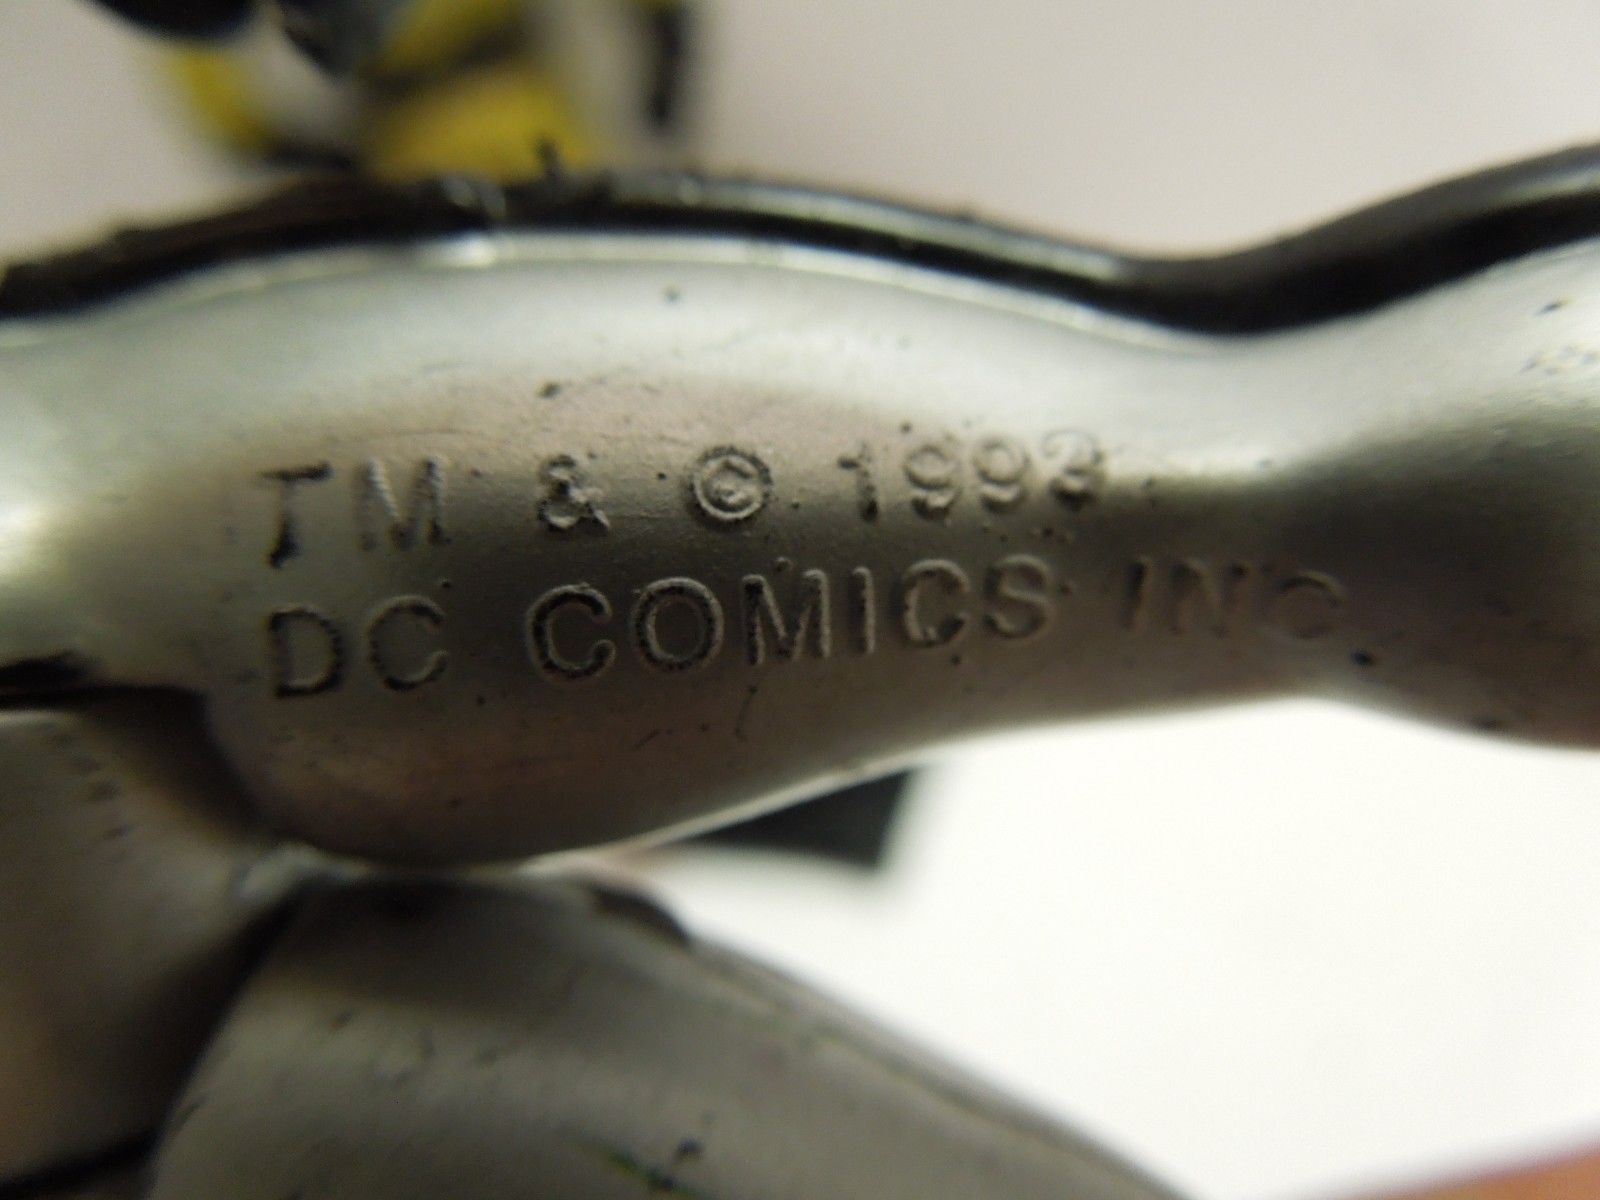 TM & © 1993
DC COMICS INC